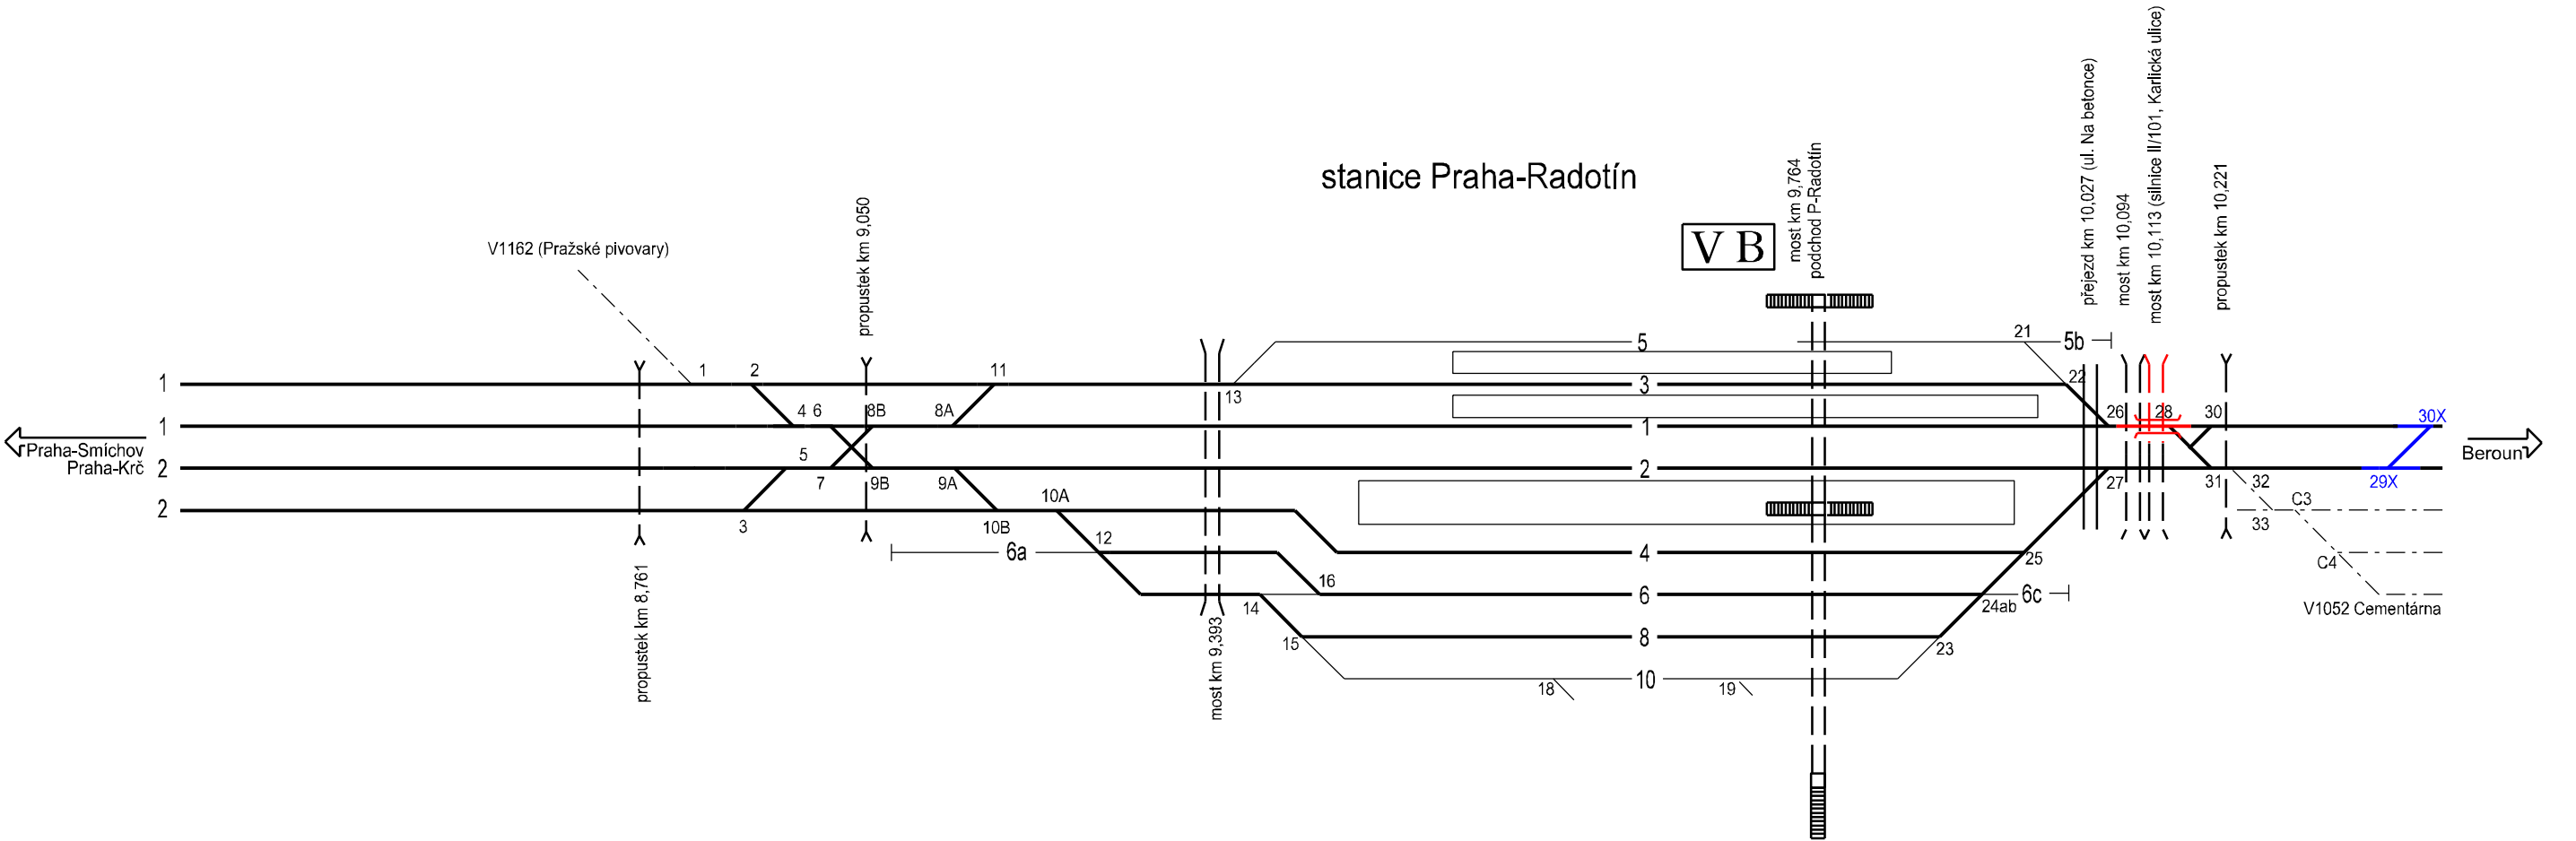 stanice Praha-Radotín
V B
most km 9,764
podchod P-Radotín
přejezd km 10,027 (ul. Na betonce)
most km 10,094
most km 10,113 (silnice II/101, Karlická ulice)
propustek km 10,221
propustek km 9,050
V1162 (Pražské pivovary)
propustek km 8,761
most km 9,393
Praha-Smíchov
Praha-Krč
Beroun
V1052 Cementárna
21
5
5b
1
1
2
11
13
3
22
1
4
6
8B
8A
1
26
28
30
30X
2
5
7
9B
9A
2
27
31
32
29X
2
3
10B
10A
C3
33
6a
12
4
25
C4
14
16
6
24ab
6c
15
8
23
18
10
19